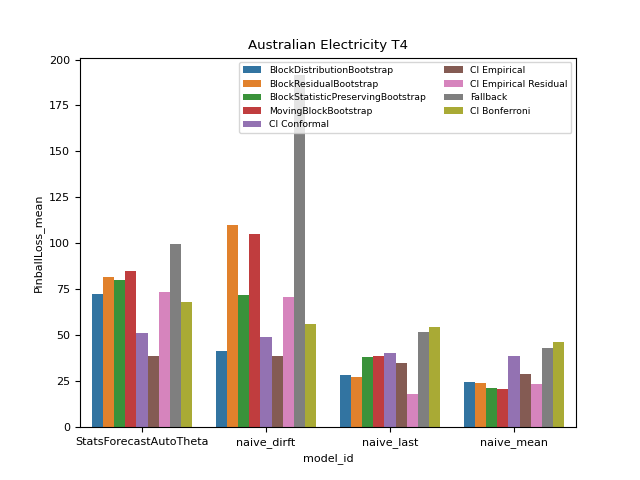 Australian Electricity T4
BlockDistributionBootstrap
BlockResidualBootstrap
BlockStatisticPreservingBootstrap
MovingBlockBootstrap
CI Conformal
CI Empirical
CI Empirical Residual
Fallback
CI Bonferroni
PinballLoss_mean
200
175
150
125
100
75
50
25
0
StatsForecastAutoTheta naive_dirft naive_last naive_mean
model_id